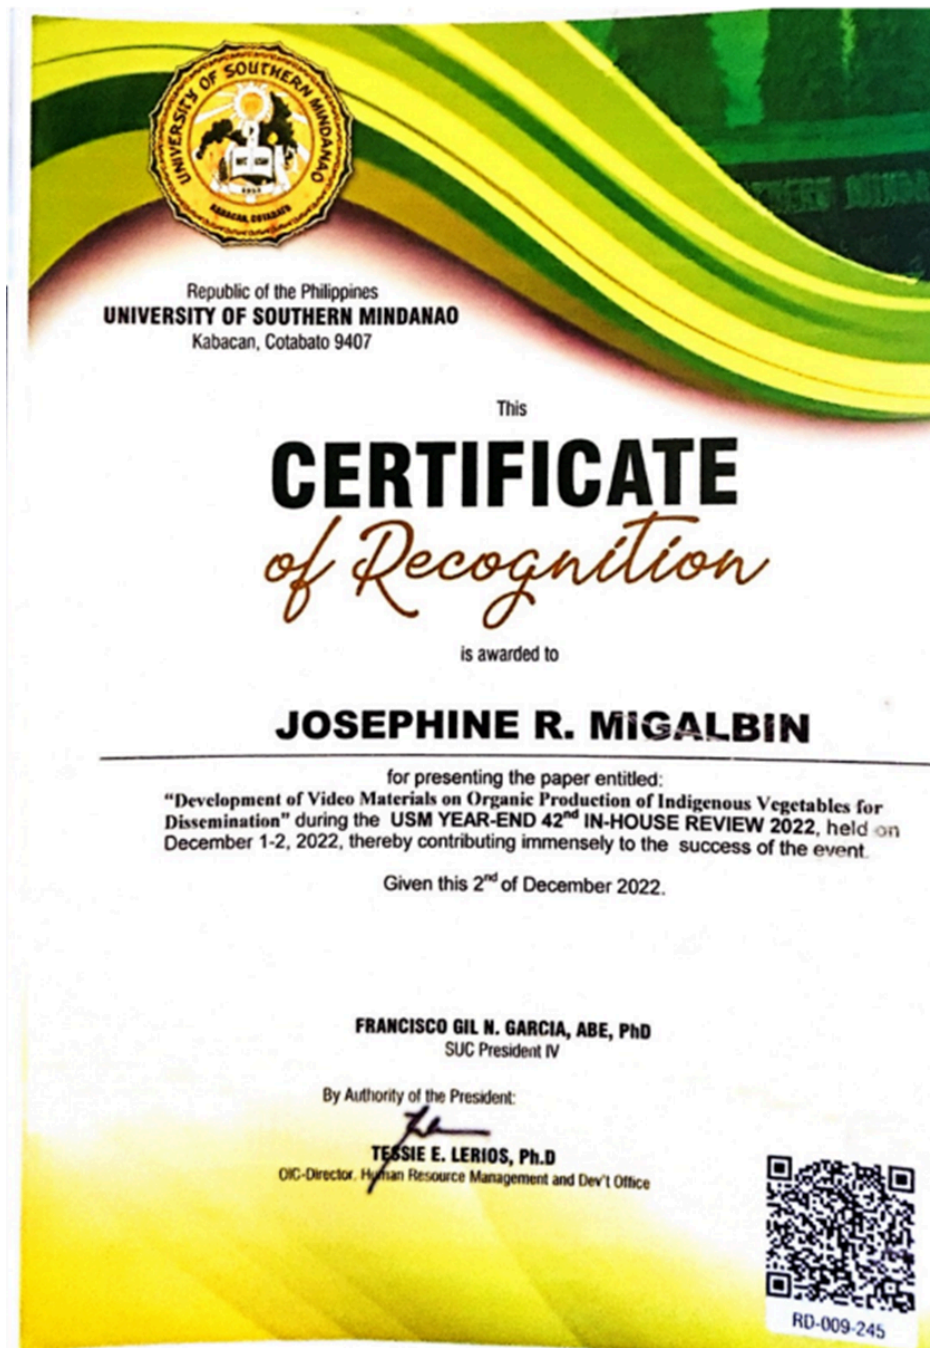 UNIVERSITY OF SOUTHERN MINDANAO
KABACAN, COTABATO
Republic of the Philippines
UNIVERSITY OF SOUTHERN MINDANAO
Kabacan, Cotabato 9407
This
CERTIFICATE
of Recognition
is awarded to
JOSEPHINE R. MIGALBIN
for presenting the paper entitled:
"Development of Video Materials on Organic Production of Indigenous Vegetables for
Dissemination" during the USM YEAR-END 42nd IN-HOUSE REVIEW 2022, held on
December 1-2, 2022, thereby contributing immensely to the success of the event.
Given this 2nd of December 2022.
FRANCISCO GIL N. GARCIA, ABE, PhD
SUC President IV
By Authority of the President:
TESSIE E. LERIOS, Ph.D
OIC-Director, Human Resource Management and Dev't Office
RD-009-245